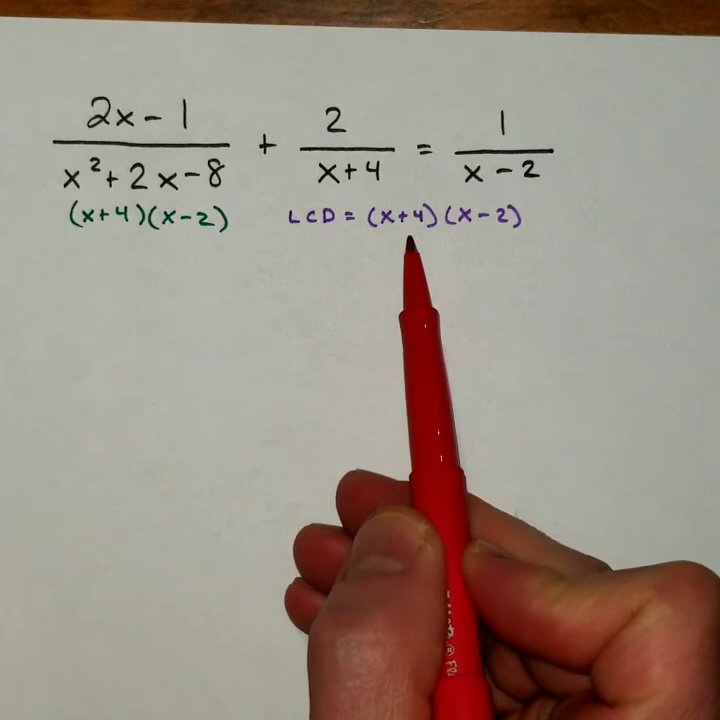 2x - 1 / x² + 2x - 8 + 2 / x + 4 = 1 / x - 2
(x+4)(x-2) LCD = (x+4)(x-2)